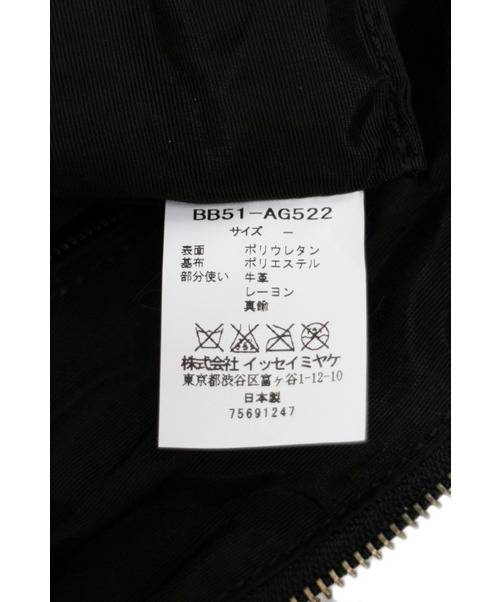 BB51-AG522
サイズ －
表面 ポリウレタン
基布 ポリエステル
部分使い 牛革
レーヨン
真鍮
株式会社 イッセイミヤケ
東京都渋谷区富ヶ谷1-12-10
日本製
75691247